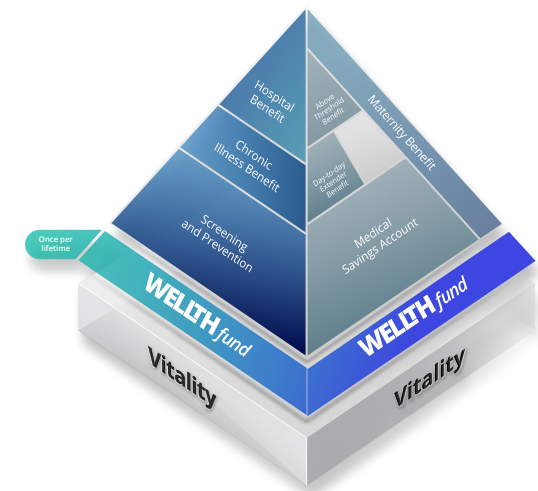 Hospital
Benefit
Above
Threshold
Benefit
Maternity Benefit
Chronic
Illness Benefit
Day-to-day
Extender
Benefit
Screening
and Prevention
Medical
Savings Account
Once per
lifetime
WELLTH fund
WELLTH fund
Vitality
Vitality